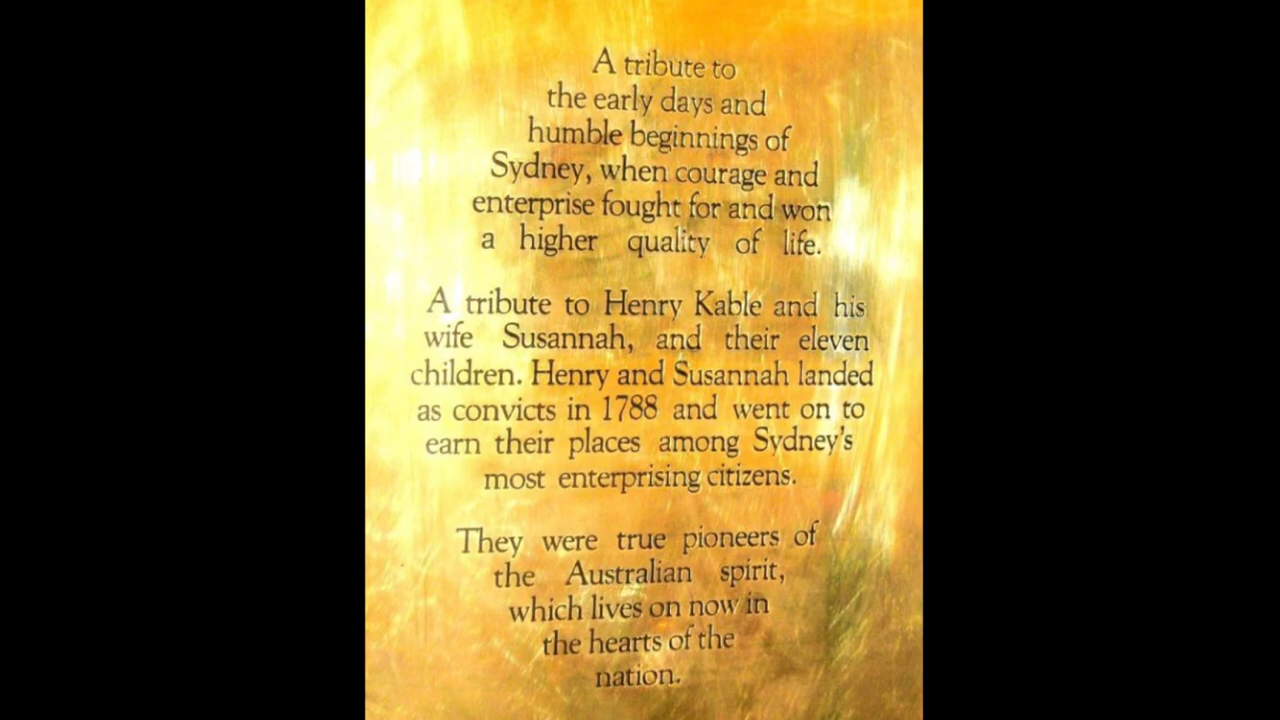 A tribute to
the early days and
humble beginnings of
Sydney, when courage and
enterprise fought for and won
a higher quality of life.
A tribute to Henry Kable and his
wife Susannah, and their eleven
children. Henry and Susannah landed
as convicts in 1788 and went on to
earn their places among Sydney's
most enterprising citizens.
They were true pioneers of
the Australian spirit,
which lives on now in
the hearts of the
nation.